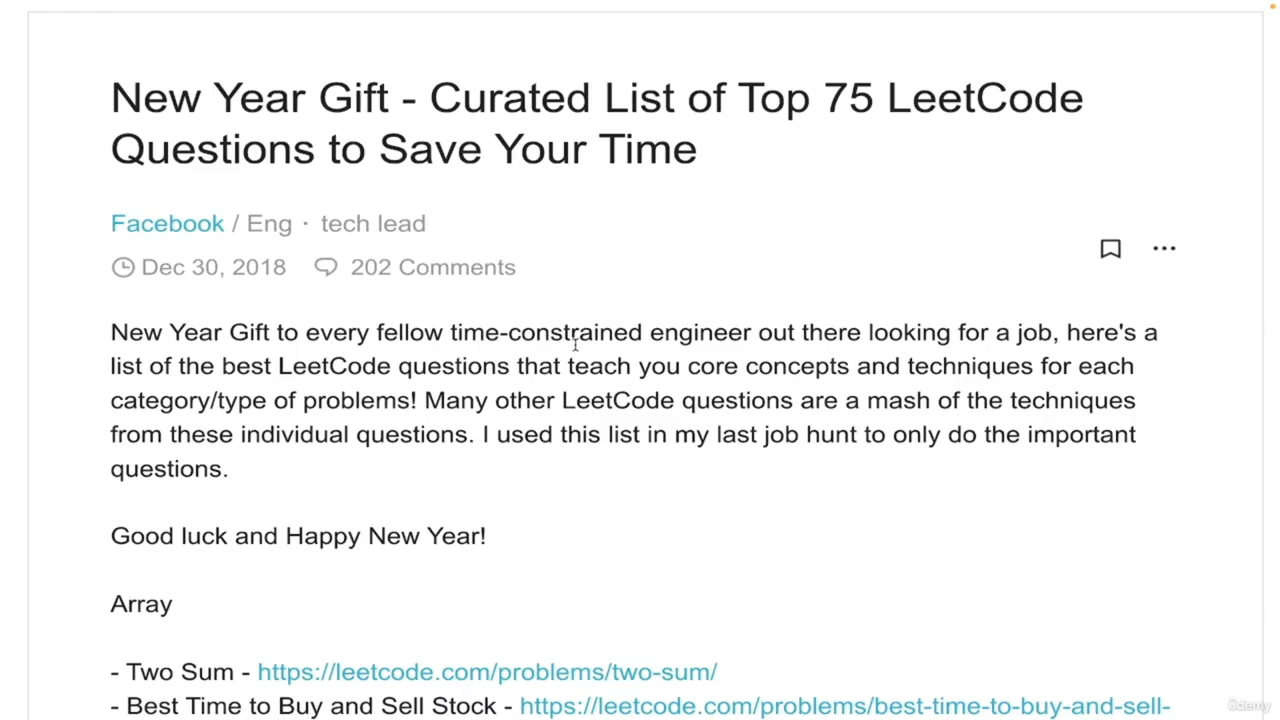 New Year Gift - Curated List of Top 75 LeetCode
Questions to Save Your Time
Facebook / Eng · tech lead
Dec 30, 2018 202 Comments
New Year Gift to every fellow time-constrained engineer out there looking for a job, here's a
list of the best LeetCode questions that teach you core concepts and techniques for each
category/type of problems! Many other LeetCode questions are a mash of the techniques
from these individual questions. I used this list in my last job hunt to only do the important
questions.
Good luck and Happy New Year!
Array
- Two Sum - https://leetcode.com/problems/two-sum/
- Best Time to Buy and Sell Stock - https://leetcode.com/problems/best-time-to-buy-and-sell-
ûdemy